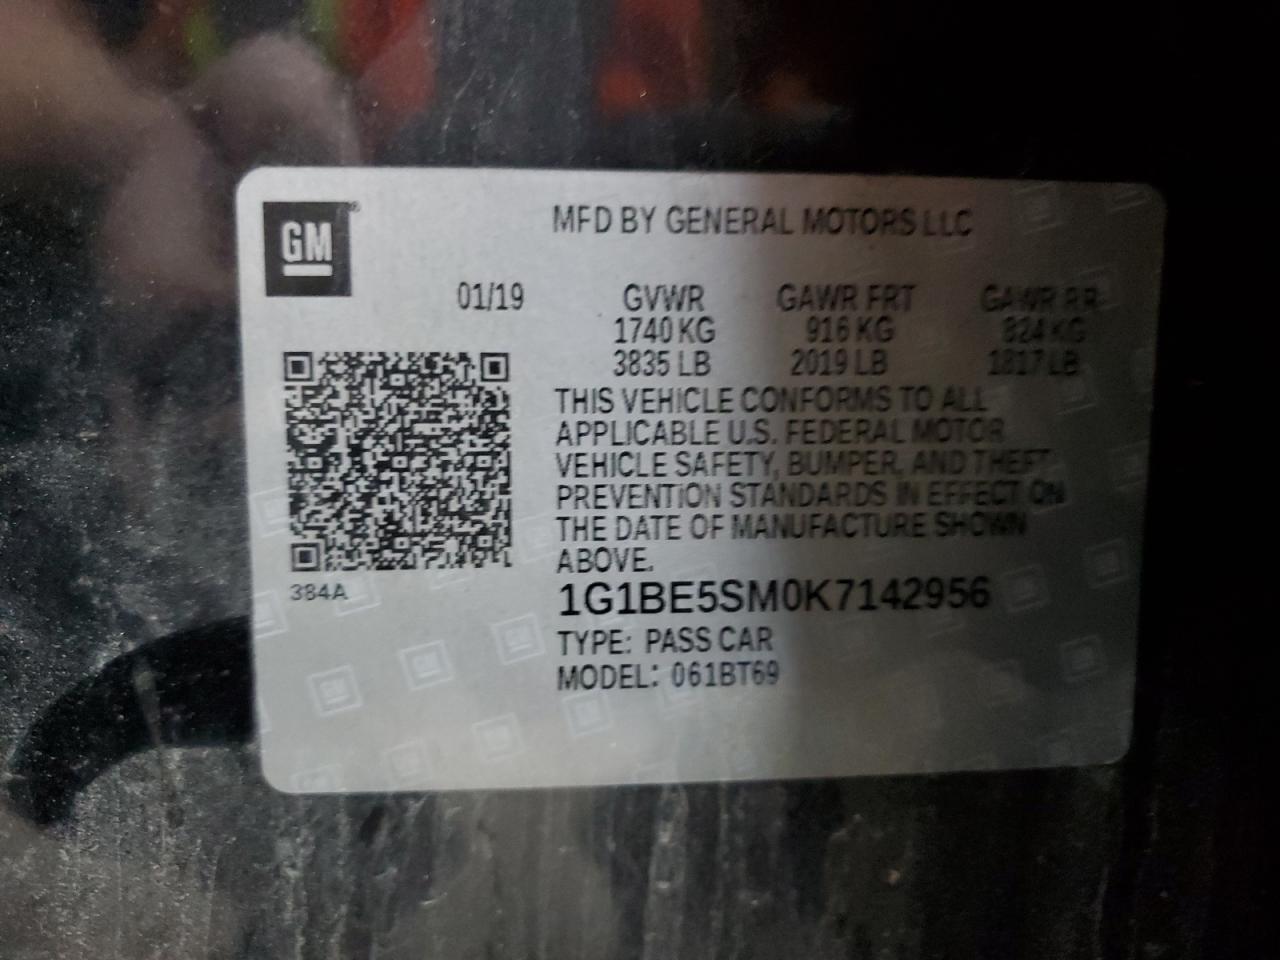 GM
MFD BY GENERAL MOTORS LLC
01/19 GVWR GAWR FRT GAWR RR
1740 KG 916 KG 824 KG
3835 LB 2019 LB 1817 LB
THIS VEHICLE CONFORMS TO ALL
APPLICABLE U.S. FEDERAL MOTOR
VEHICLE SAFETY, BUMPER, AND THEFT
PREVENTION STANDARDS IN EFFECT ON
THE DATE OF MANUFACTURE SHOWN
ABOVE.
384A
1G1BE5SM0K7142956
TYPE: PASS CAR
MODEL: 061BT69